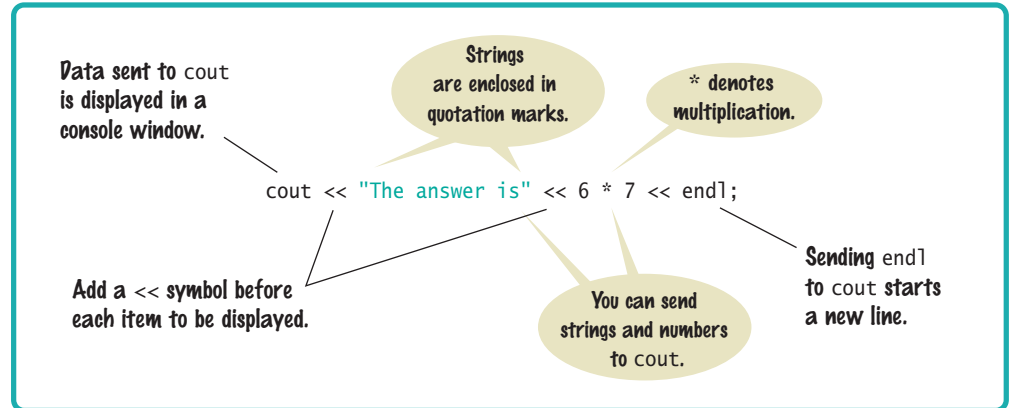 Data sent to cout
is displayed in a
console window.
Strings
are enclosed in
quotation marks.
* denotes
multiplication.
cout << "The answer is" << 6 * 7 << endl;
Add a << symbol before
each item to be displayed.
You can send
strings and numbers
to cout.
Sending endl
to cout starts
a new line.